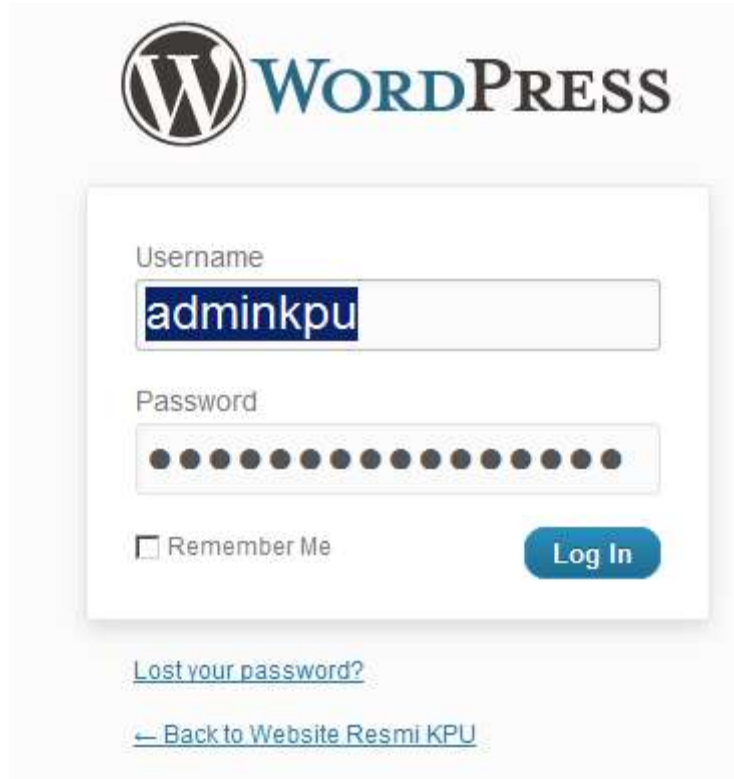 WORDPRESS
Username
adminkpu
Password
●●●●●●●●●●●●●●●●
Remember Me
Log In
Lost your password?
← Back to Website Resmi KPU